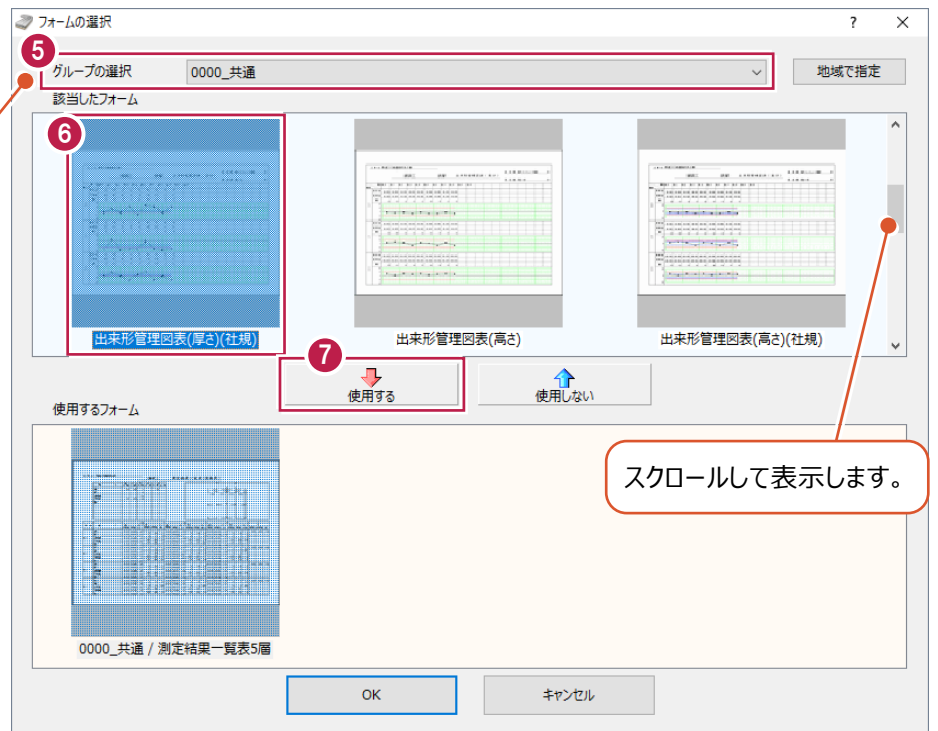 フォームの選択
? ×
5
グループの選択 0000_共通 地域で指定
該当したフォーム
6
出来形管理図表(厚さ)(社規) 出来形管理図表(高さ) 出来形管理図表(高さ)(社規)
7
使用する 使用しない
使用するフォーム
スクロールして表示します。
0000_共通 / 測定結果一覧表5層
OK キャンセル